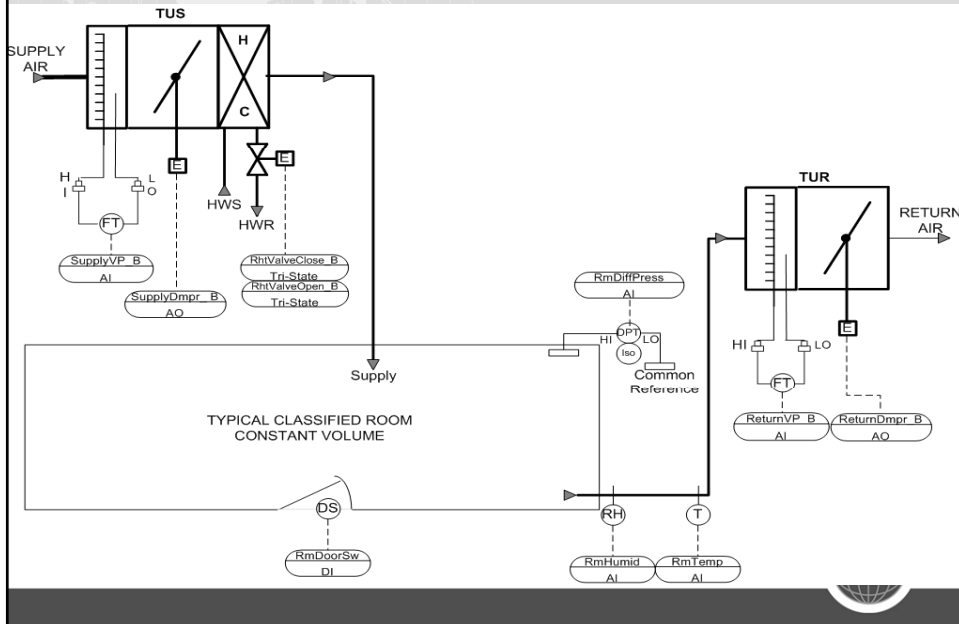 TUS
SUPPLY
AIR
H
C
E
E
H
I
L
O
HWS
HWR
FT
SupplyVP_B
AI
SupplyDmpr_B
AO
RhtValveClose_B
Tri-State
RhtValveOpen_B
Tri-State
TUR
RETURN
AIR
RmDiffPress
AI
DPT
HI
LO
Iso
Common
Reference
E
HI
LO
FT
ReturnVP_B
AI
ReturnDmpr_B
AO
Supply
TYPICAL CLASSIFIED ROOM
CONSTANT VOLUME
DS
RmDoorSw
DI
RH
T
RmHumid
AI
RmTemp
AI